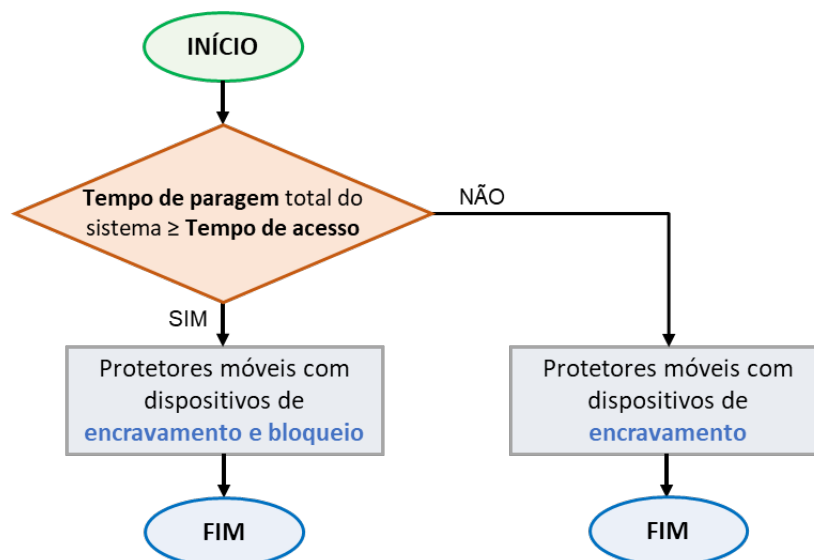 INÍCIO
Tempo de paragem total do
sistema ≥ Tempo de acesso
NÃO
SIM
Protetores móveis com
dispositivos de
encravamento e bloqueio
Protetores móveis com
dispositivos de
encravamento
FIM
FIM